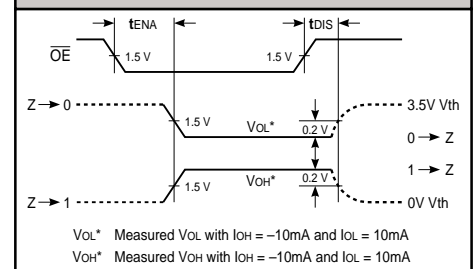 tENA tDIS
OE 1.5 V 1.5 V
Z → 0 3.5V Vth
1.5 V VOL* 0.2 V
0 → Z
1 → Z
VOH* 0.2 V
1.5 V
Z → 1 0V Vth
VOL* Measured VOL with IOH = –10mA and IOL = 10mA
VOH* Measured VOH with IOH = –10mA and IOL = 10mA